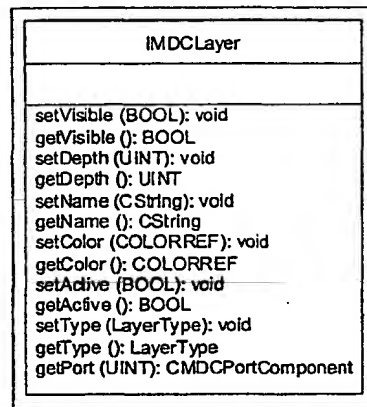 IMDCLayer
setVisible (BOOL): void
getVisible (): BOOL
setDepth (UINT): void
getDepth (): UINT
setName (CString): void
getName (): CString
setColor (COLORREF): void
getColor (): COLORREF
setActive (BOOL): void
getActive (): BOOL
setType (LayerType): void
getType (): LayerType
getPort (UINT): CMDCPortComponent